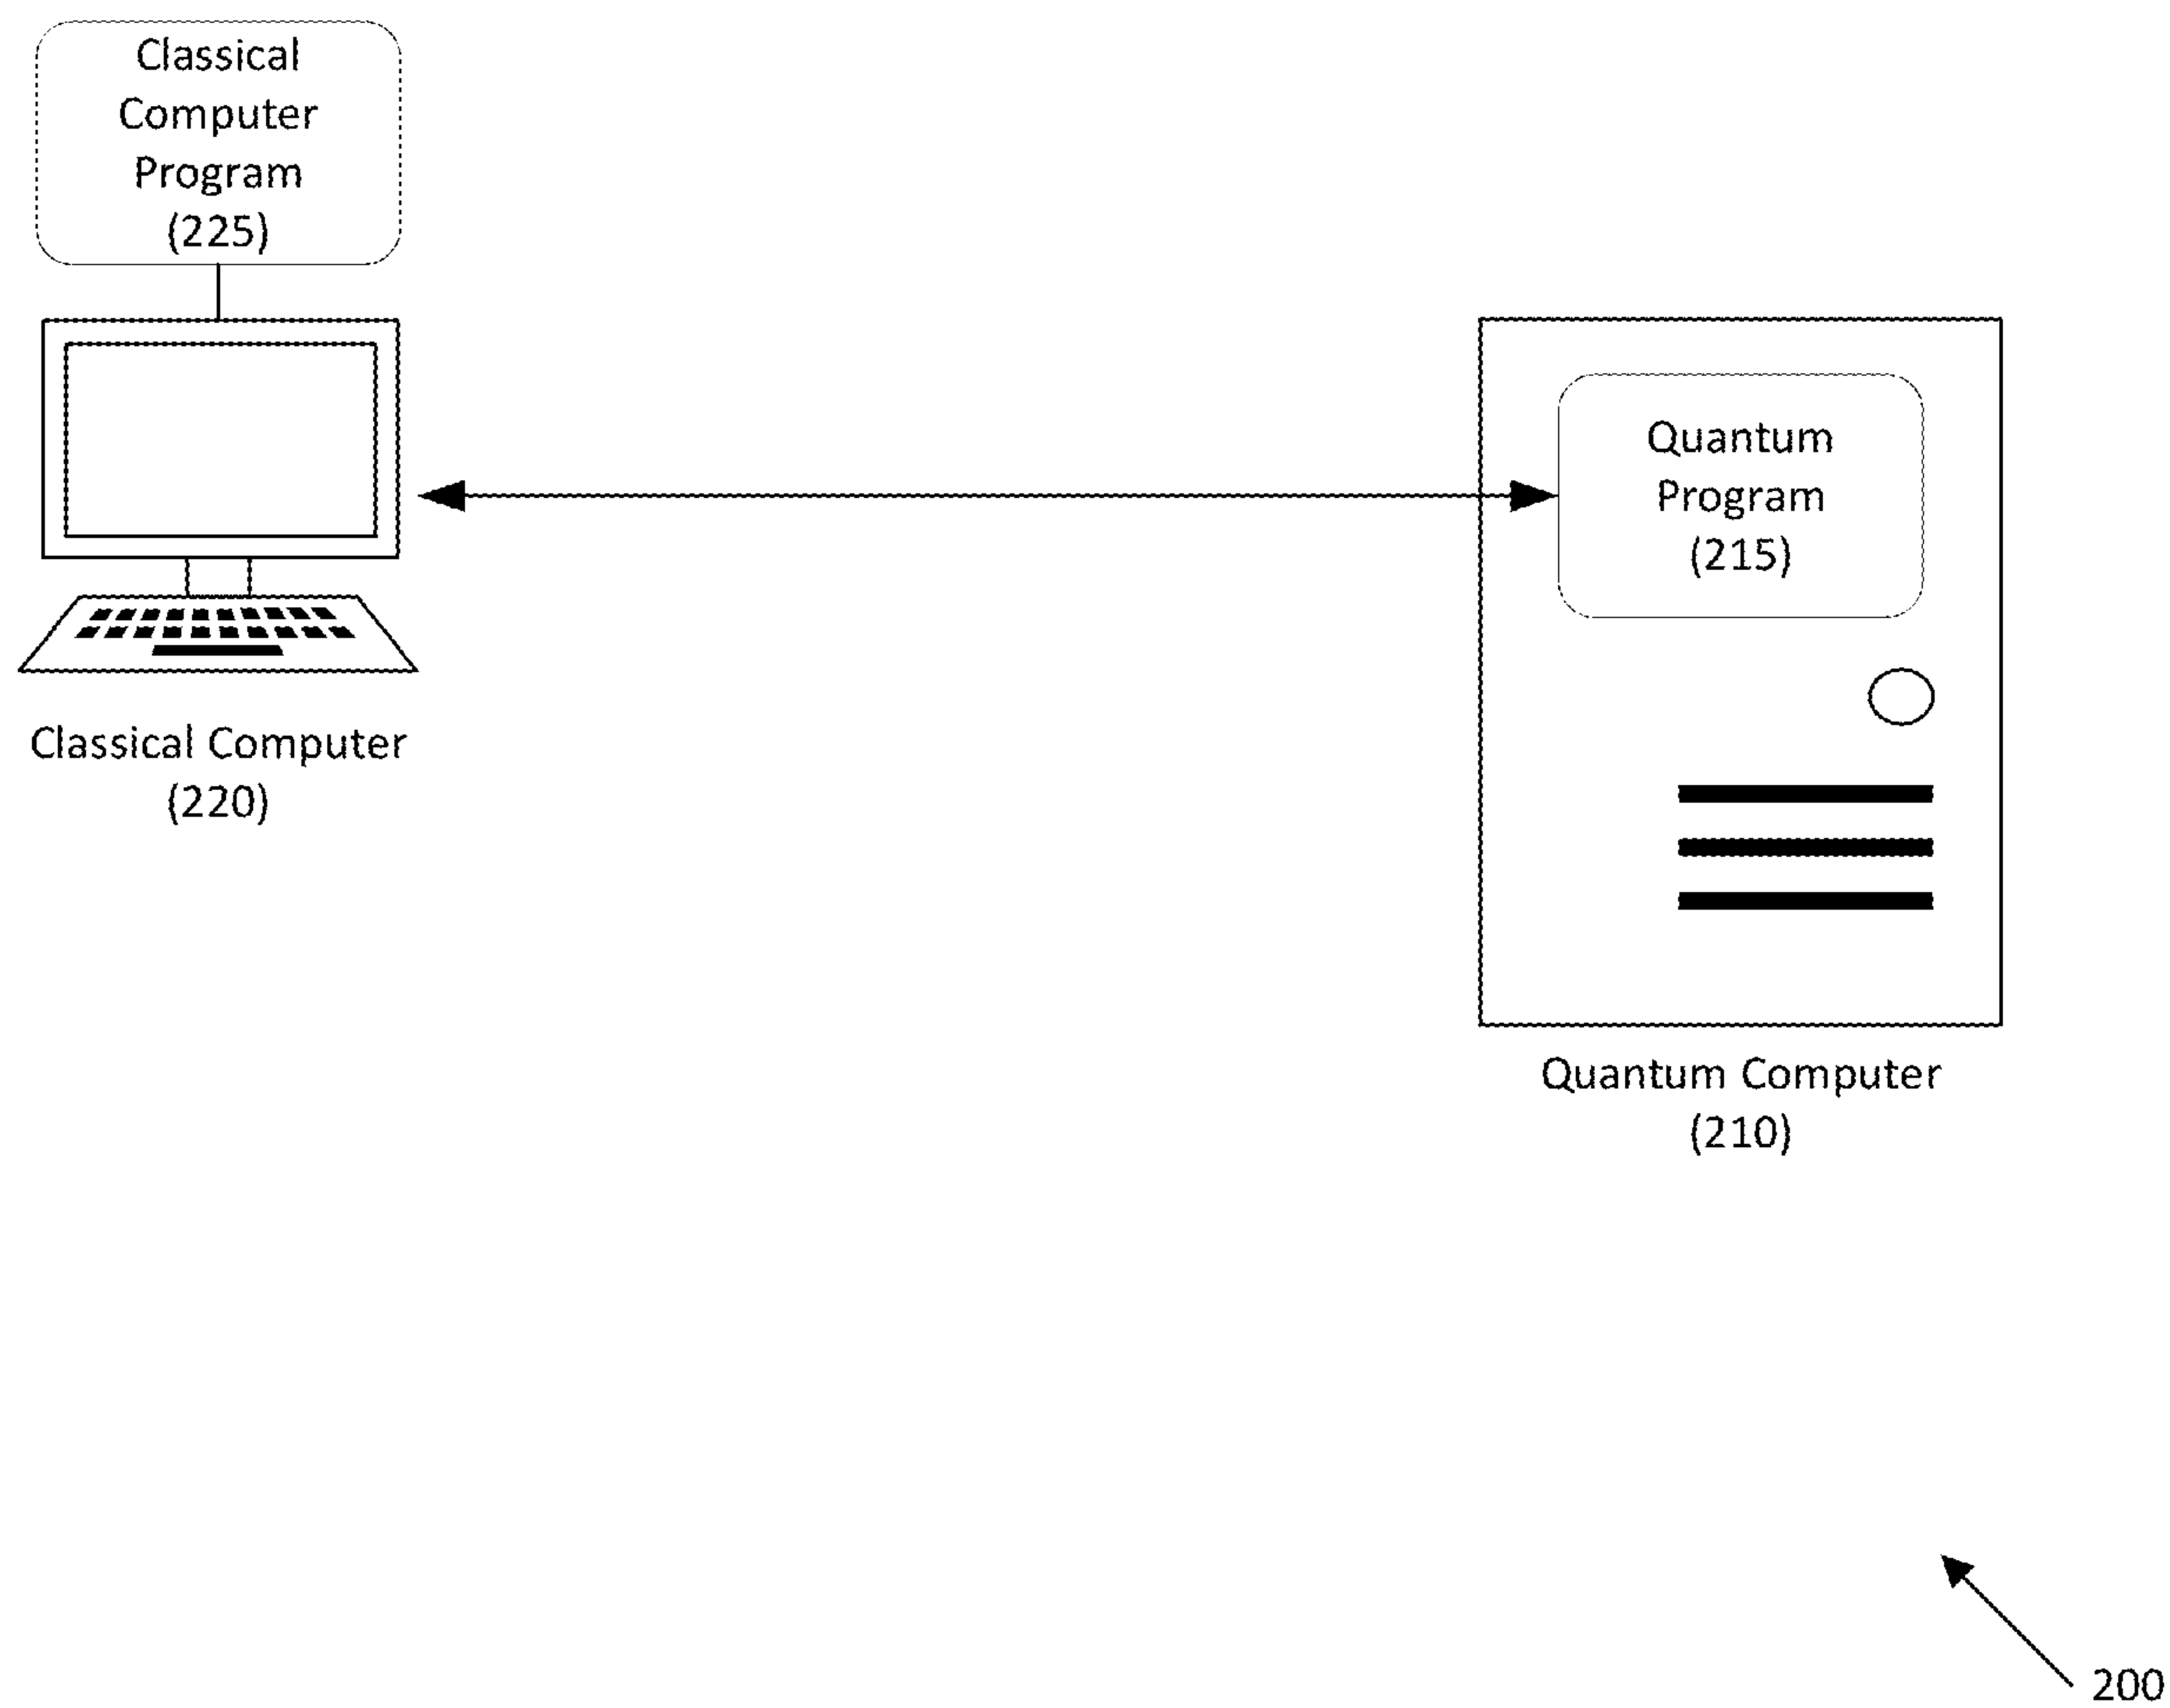 Classical
Computer
Program
(225)
Quantum
Program
(215)
Classical Computer
(220)
Quantum Computer
(210)
200